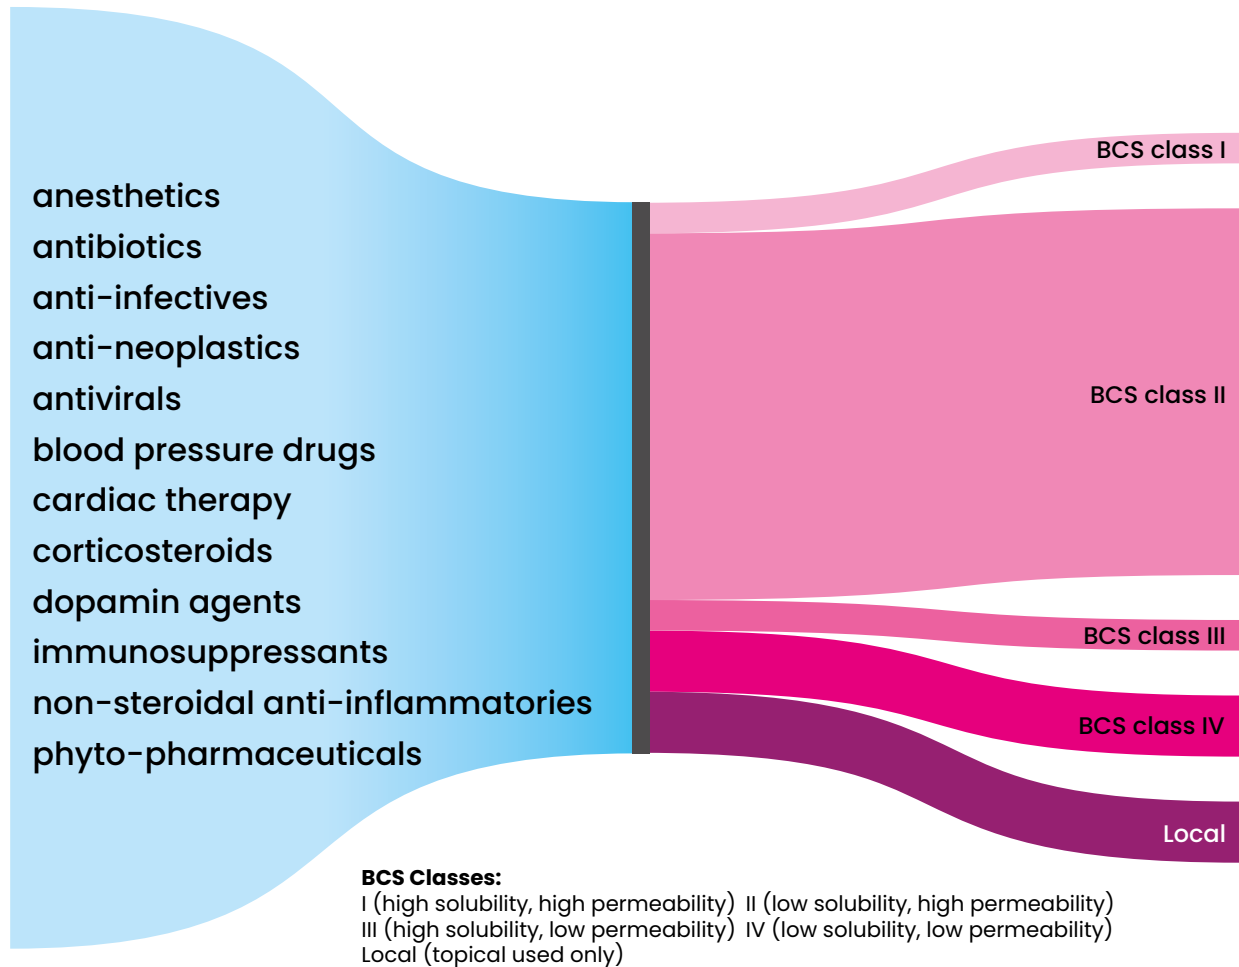 anesthetics
antibiotics
anti-infectives
anti-neoplastics
antivirals
blood pressure drugs
cardiac therapy
corticosteroids
dopamin agents
immunosuppressants
non-steroidal anti-inflammatories
phyto-pharmaceuticals
BCS class I
BCS class II
BCS class III
BCS class IV
Local
BCS Classes:
I (high solubility, high permeability) II (low solubility, high permeability)
III (high solubility, low permeability) IV (low solubility, low permeability)
Local (topical used only)